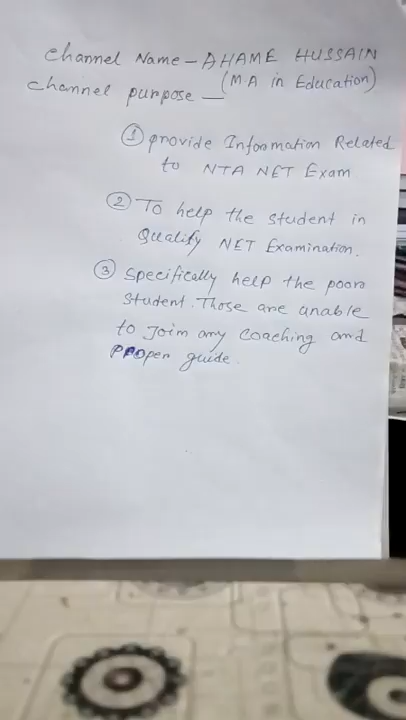 Channel Name - AHAME HUSSAIN
(MA in Education)
Channel purpose -
① provide Information Related
to NTA NET Exam
② To help the student in
Qualify NET Examination.
③ Specifically help the poor
Student. Those are unable
to Join any coaching and
proper guide.